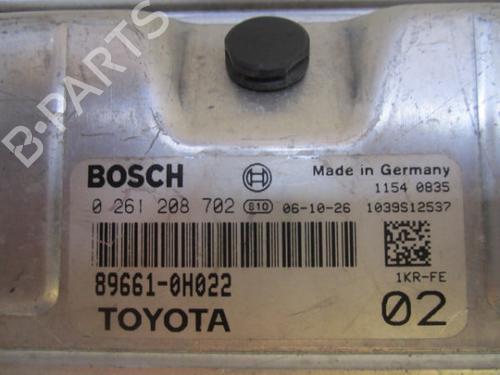 B-PARTS
BOSCH
Made in Germany
1154 0835
0 261 208 702 S10 06-10-26 1039S12537
89661-0H022
1KR-FE
TOYOTA
02